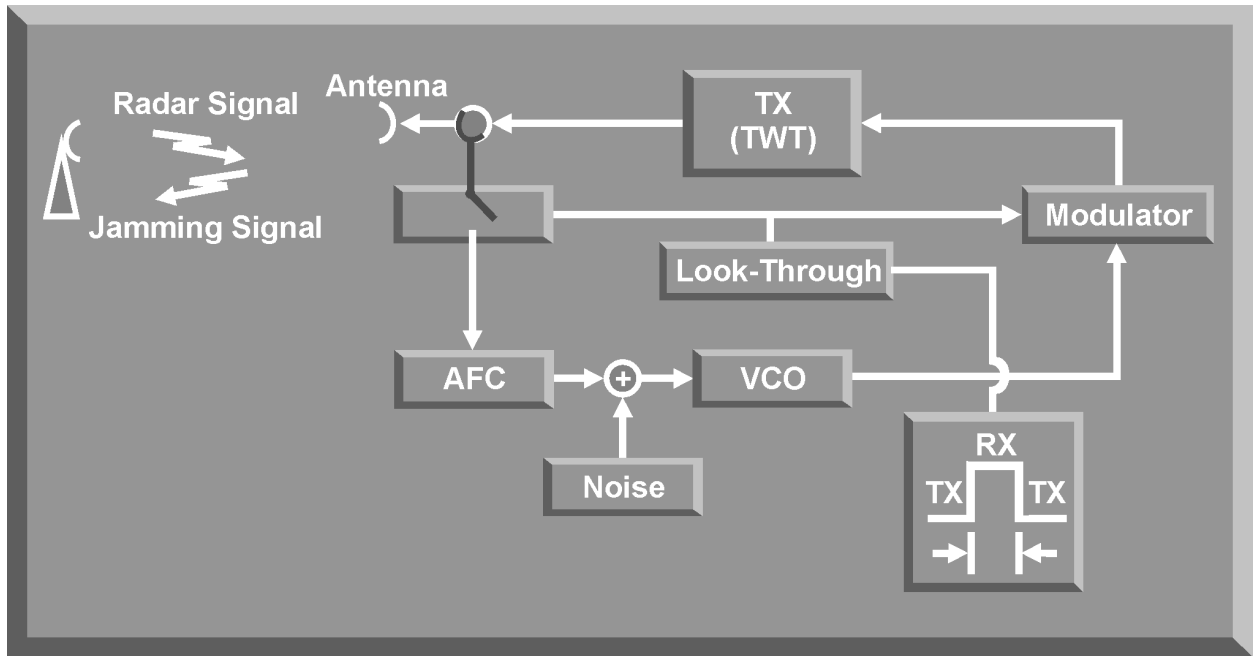 Antenna
Radar Signal
TX
(TWT)
Jamming Signal
Modulator
Look-Through
AFC
+
VCO
Noise
RX
TX TX